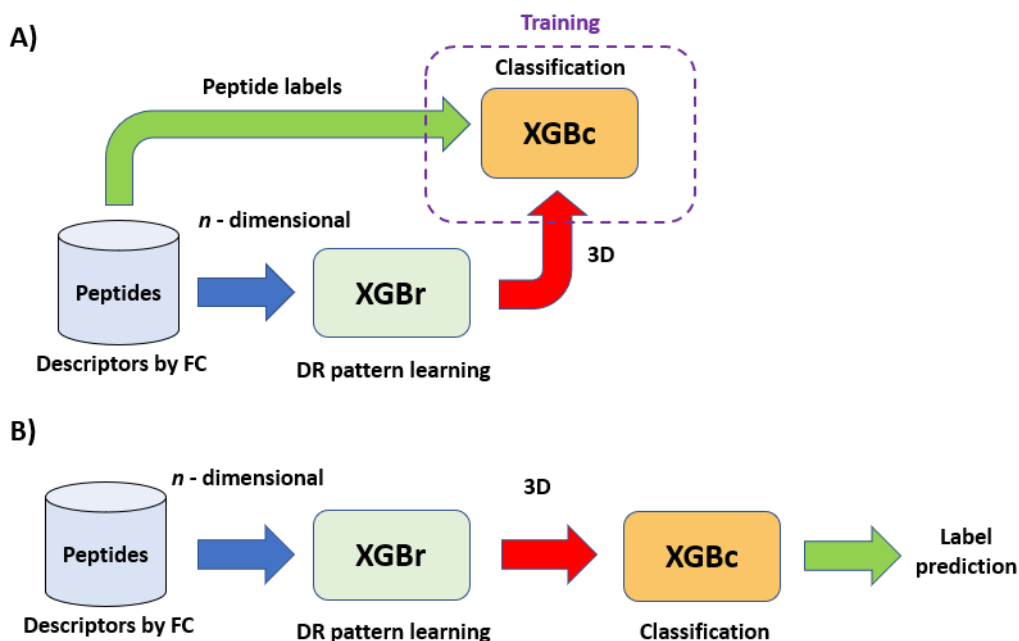 A)
Training
Classification
Peptide labels
XGBc
n - dimensional
3D
Peptides
XGBr
Descriptors by FC
DR pattern learning
B)
n - dimensional
3D
Peptides
XGBr
XGBc
Label
prediction
Descriptors by FC
DR pattern learning
Classification